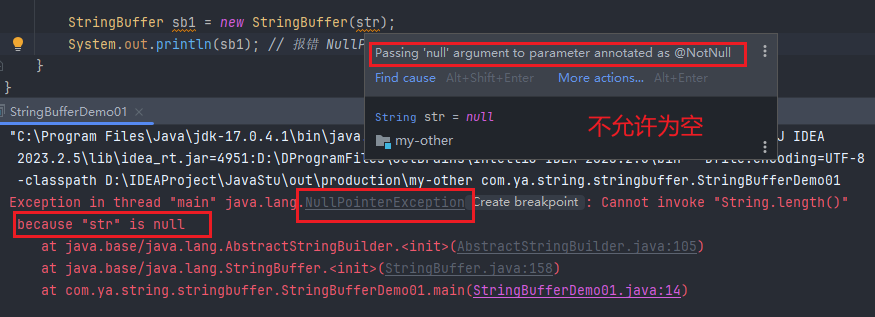 StringBuffer sb1 = new StringBuffer(str);
System.out.println(sb1); // 报错 NullP
}
}
Passing 'null' argument to parameter annotated as @NotNull
Find cause Alt+Shift+Enter More actions... Alt+Enter
String str = null
不允许为空
my-other
StringBufferDemo01
"C:\Program Files\Java\jdk-17.0.4.1\bin\java
J IDEA
2023.2.5\lib\idea_rt.jar=4951:D:\DProgramFiles\
encoding=UTF-8
-classpath D:\IDEAProject\JavaStu\out\production\my-other com.ya.string.stringbuffer.StringBufferDemo01
Exception in thread "main" java.lang.NullPointerException Create breakpoint : Cannot invoke "String.length()"
because "str" is null
at java.base/java.lang.AbstractStringBuilder.<init>(AbstractStringBuilder.java:105)
at java.base/java.lang.StringBuffer.<init>(StringBuffer.java:158)
at com.ya.string.stringbuffer.StringBufferDemo01.main(StringBufferDemo01.java:14)